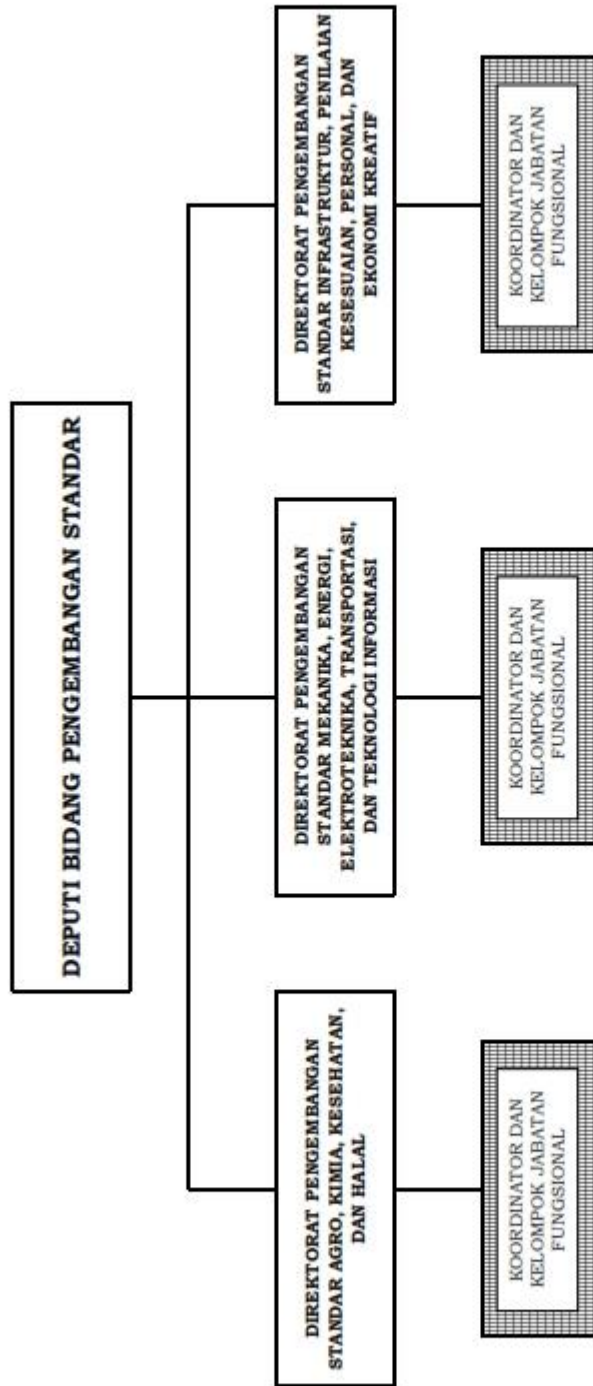 DEPUTI BIDANG PENGEMBANGAN STANDAR
DIREKTORAT PENGEMBANGAN
STANDAR AGRO, KIMIA, KESEHATAN,
DAN HALAL
DIREKTORAT PENGEMBANGAN
STANDAR MEKANIKA, ENERGI,
ELEKTROTEKNIKA, TRANSPORTASI,
DAN TEKNOLOGI INFORMASI
DIREKTORAT PENGEMBANGAN
STANDAR INFRASTRUKTUR, PENILAIAN
KESESUAIAN, PERSONAL, DAN
EKONOMI KREATIF
KOORDINATOR DAN
KELOMPOK JABATAN
FUNGSIONAL
KOORDINATOR DAN
KELOMPOK JABATAN
FUNGSIONAL
KOORDINATOR DAN
KELOMPOK JABATAN
FUNGSIONAL